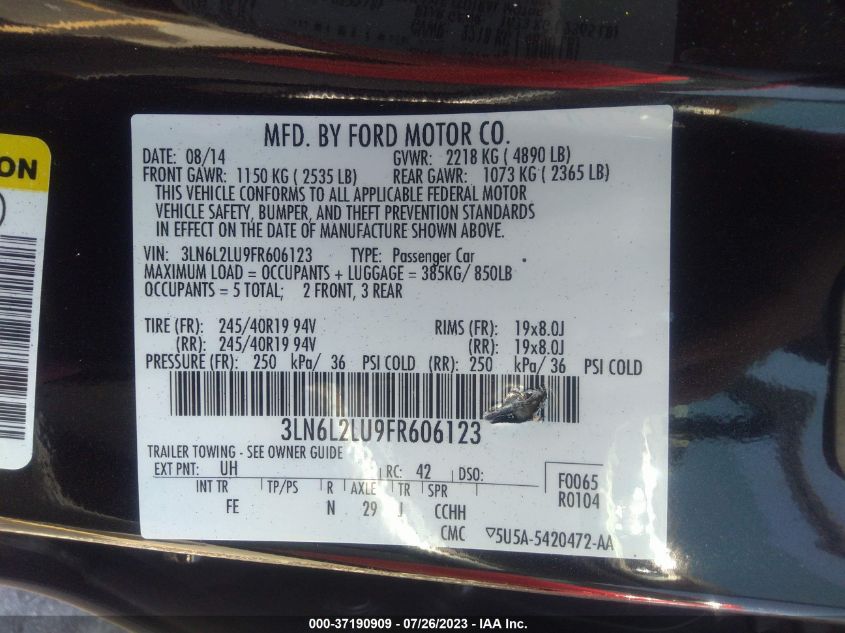 MFD. BY FORD MOTOR CO.
DATE: 08/14 GVWR: 2218 KG ( 4890 LB)
FRONT GAWR: 1150 KG ( 2535 LB) REAR GAWR: 1073 KG ( 2365 LB)
THIS VEHICLE CONFORMS TO ALL APPLICABLE FEDERAL MOTOR
VEHICLE SAFETY, BUMPER, AND THEFT PREVENTION STANDARDS
IN EFFECT ON THE DATE OF MANUFACTURE SHOWN ABOVE.
VIN: 3LN6L2LU9FR606123 TYPE: Passenger Car
MAXIMUM LOAD = OCCUPANTS + LUGGAGE = 385KG/ 850LB
OCCUPANTS = 5 TOTAL; 2 FRONT, 3 REAR
TIRE (FR): 245/40R19 94V RIMS (FR): 19x8.0J
(RR): 245/40R19 94V (RR): 19x8.0J
PRESSURE (FR): 250 kPa/ 36 PSI COLD (RR): 250 kPa/ 36 PSI COLD
3LN6L2LU9FR606123
TRAILER TOWING - SEE OWNER GUIDE
EXT PNT: UH RC: 42 DSO: F0065
INT TR TP/PS R AXLE TR SPR R0104
FE N 29 J CCHH
CMC ▽5U5A-5420472-AA
ON
000-37190909 / 07/26/2023 - IAA Inc.